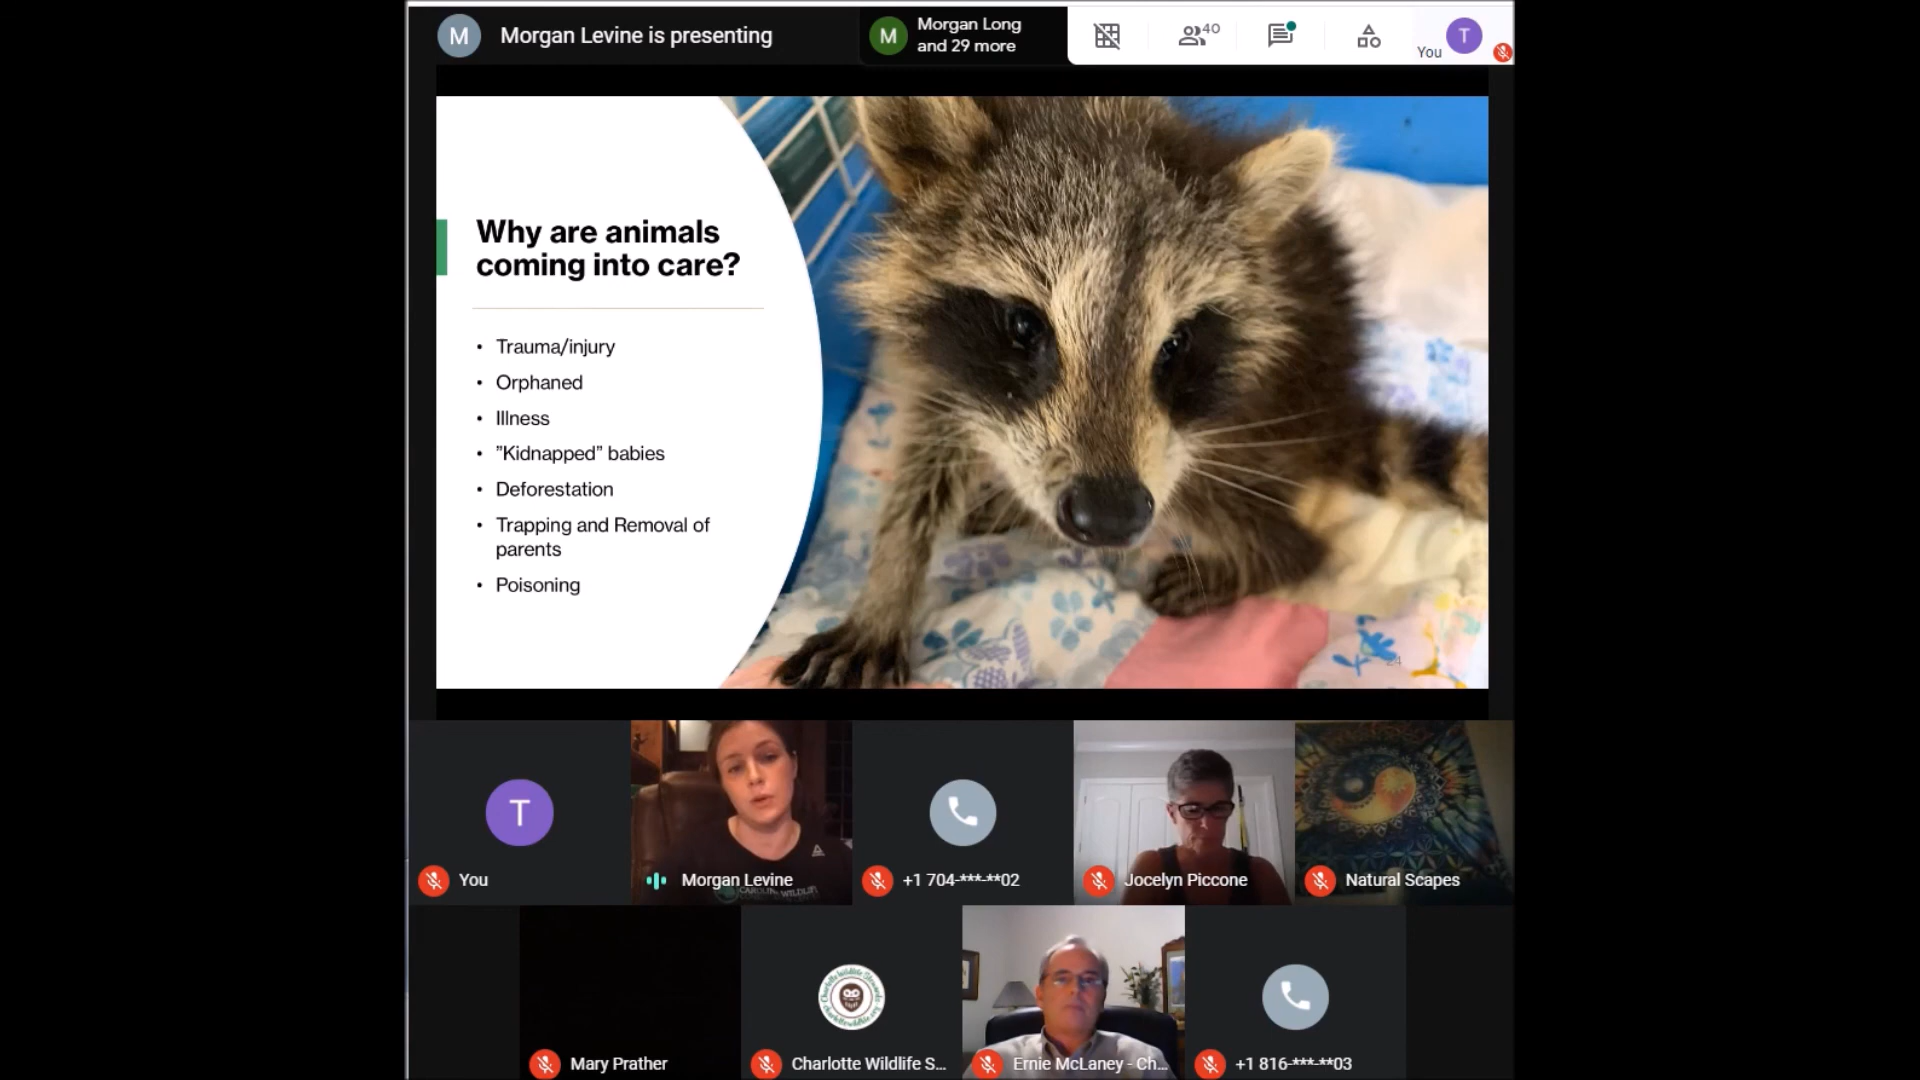 M
Morgan Levine is presenting
M
Morgan Long
and 29 more
40
You
T
Why are animals
coming into care?
• Trauma/injury
• Orphaned
• Illness
• ”Kidnapped” babies
• Deforestation
• Trapping and Removal of
parents
• Poisoning
24
T
You
Morgan Levine
+1 704-***-**02
Jocelyn Piccone
Natural Scapes
Mary Prather
Charlotte Wildlife S...
Ernie McLaney - Ch...
+1 816-***-**03